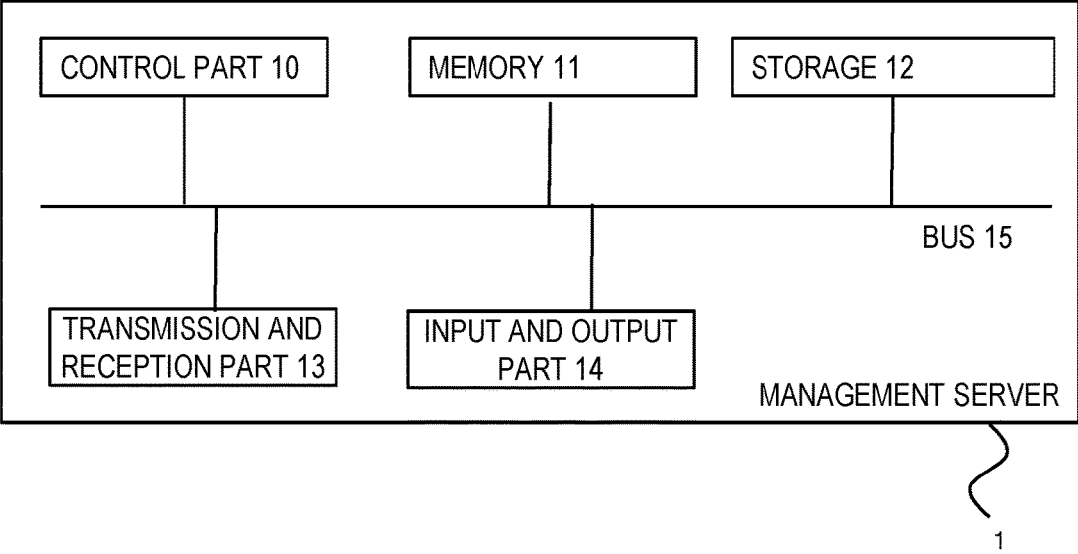 CONTROL PART 10
MEMORY 11
STORAGE 12
BUS 15
TRANSMISSION AND
RECEPTION PART 13
INPUT AND OUTPUT
PART 14
MANAGEMENT SERVER
1